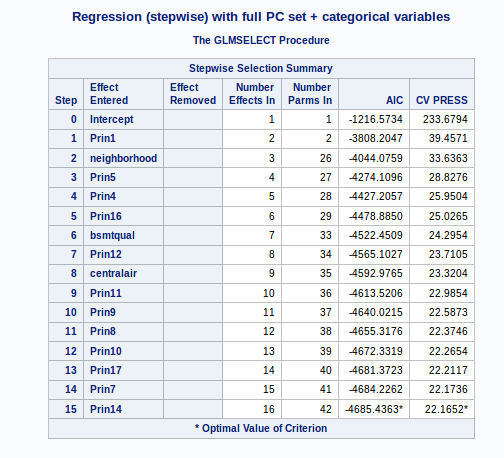 Regression (stepwise) with full PC set + categorical variables
The GLMSELECT Procedure
Stepwise Selection Summary
Step Effect Entered Effect Removed Number Effects In Number Parms In AIC CV PRESS
0 Intercept 1 1 -1216.5734 233.6794
1 Prin1 2 2 -3808.2047 39.4571
2 neighborhood 3 26 -4044.0759 33.6363
3 Prin5 4 27 -4274.1096 28.8276
4 Prin4 5 28 -4427.2057 25.9504
5 Prin16 6 29 -4478.8850 25.0265
6 bsmtqual 7 33 -4522.4509 24.2954
7 Prin12 8 34 -4565.1027 23.7105
8 centralair 9 35 -4592.9765 23.3204
9 Prin11 10 36 -4613.5206 22.9854
10 Prin9 11 37 -4640.0215 22.5873
11 Prin8 12 38 -4655.3176 22.3746
12 Prin10 13 39 -4672.3319 22.2654
13 Prin17 14 40 -4681.3723 22.2117
14 Prin7 15 41 -4684.2262 22.1736
15 Prin14 16 42 -4685.4363* 22.1652*
* Optimal Value of Criterion